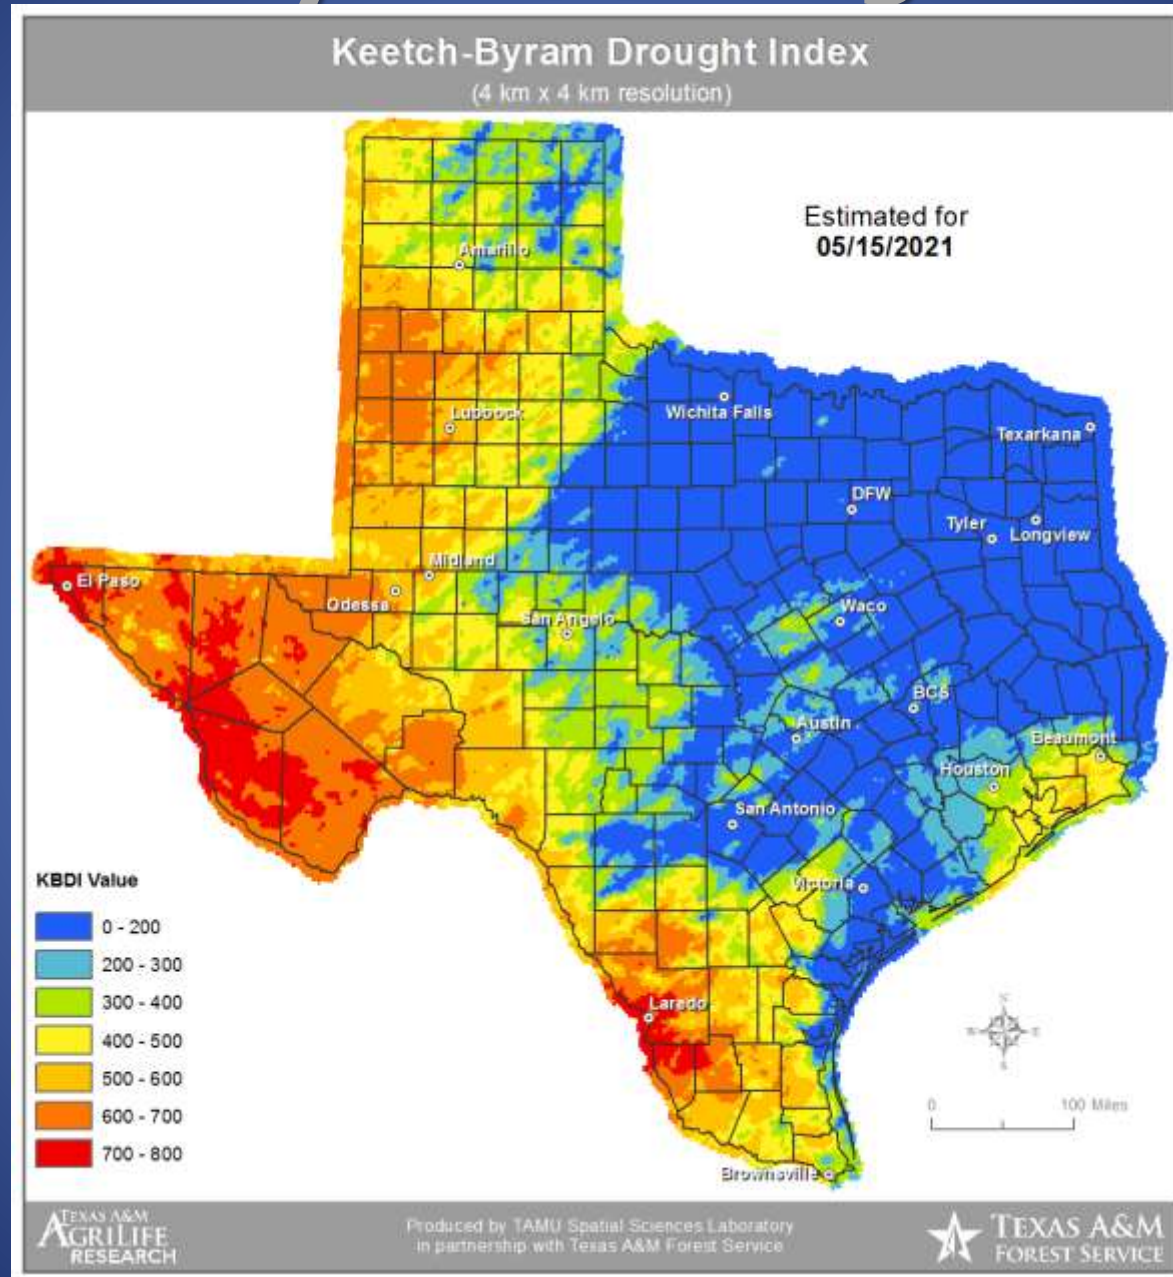 Keetch-Byram Drought Index
(4 km x 4 km resolution)
Estimated for
05/15/2021
Amarillo
Lubbock
Wichita Falls
Texarkana
DFW
Tyler
Longview
Midland
El Paso
Odessa
San Angelo
Waco
BCS
Austin
Beaumont
Houston
San Antonio
Victoria
Laredo
Brownsville
KBDI Value
0 - 200
200 - 300
300 - 400
400 - 500
500 - 600
600 - 700
700 - 800
N
W
E
S
0
100 Miles
TEXAS A&M
AGRILIFE
RESEARCH
Produced by TAMU Spatial Sciences Laboratory
in partnership with Texas A&M Forest Service
TEXAS A&M
FOREST SERVICE